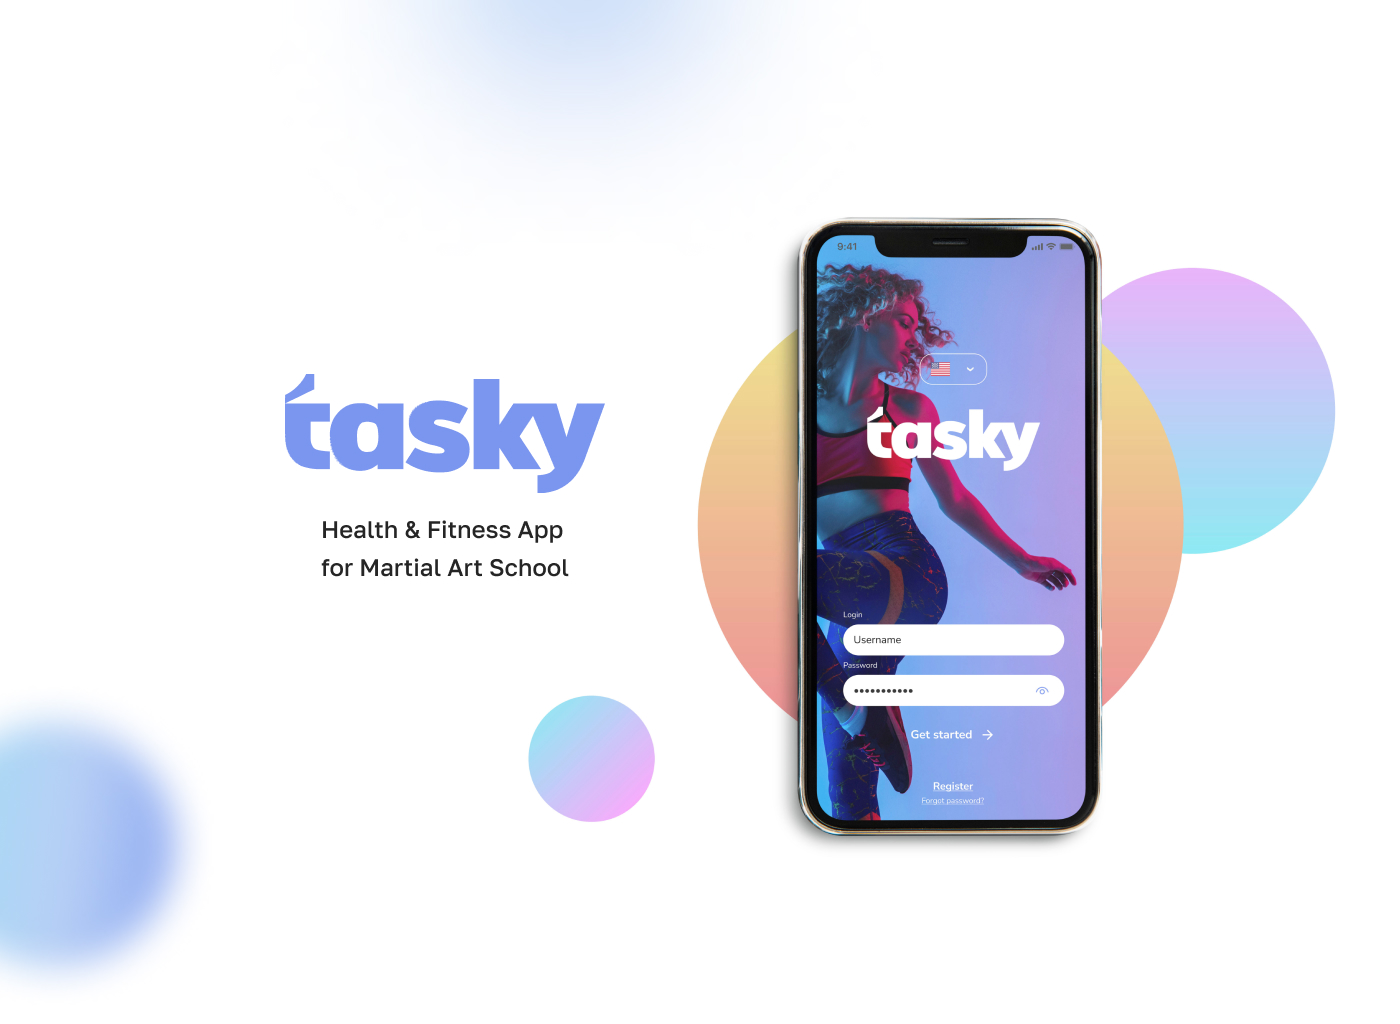 tasky
Health & Fitness App
for Martial Art School
9:41
tasky
Login
Username
Password
Get started
Register
Forgot password?